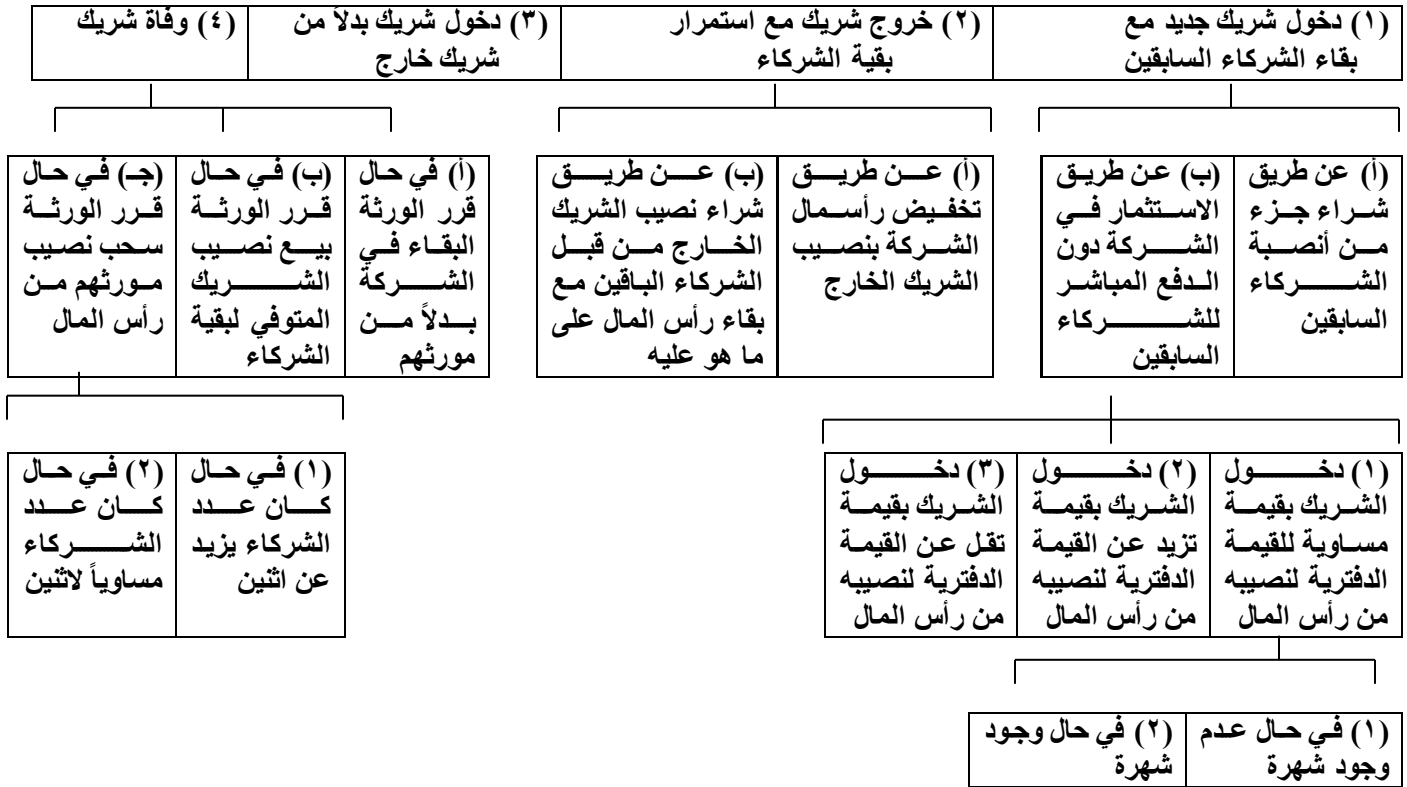 (١) دخول شريك جديد مع
بقاء الشركاء السابقين
(٢) خروج شريك مع استمرار
بقية الشركاء
(٣) دخول شريك بدلاً من
شريك خارج
(٤) وفاة شريك
(أ) عن طريق
شراء جزء
من أنصبة
الشركاء
السابقين
(ب) عن طريق
الاستثمار في
الشركة دون
الدفع المباشر
للشركاء
السابقين
(أ) عن طريق
تخفيض رأسمال
الشركة بنصيب
الشريك الخارج
(ب) عن طريق
شراء نصيب الشريك
الخارج من قبل
الشركاء الباقين مع
بقاء رأس المال على
ما هو عليه
(أ) في حال
قرر الورثة
البقاء في
الشركة
بدلاً من
مورثهم
(ب) في حال
قرر الورثة
بيع نصيب
الشريك
المتوفي لبقية
الشركاء
(جـ) في حال
قرر الورثة
سحب نصيب
مورثهم من
رأس المال
(١) دخول
الشريك بقيمة
مساوية للقيمة
الدفترية لنصيبه
من رأس المال
(٢) دخول
الشريك بقيمة
تزيد عن القيمة
الدفترية لنصيبه
من رأس المال
(٣) دخول
الشريك بقيمة
تقل عن القيمة
الدفترية لنصيبه
من رأس المال
(١) في حال
كان عدد
الشركاء يزيد
عن اثنين
(٢) في حال
كان عدد
الشركاء
مساوياً لاثنين
(١) في حال عدم
وجود شهرة
(٢) في حال وجود
شهرة